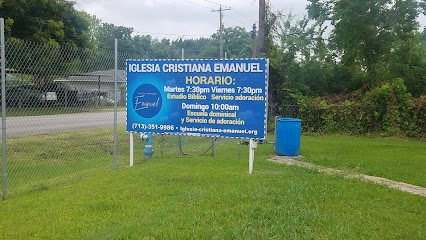 IGLESIA CRISTIANA EMANUEL
HORARIO:
Martes 7:30pm Viernes 7:30pm
Estudio Bíblico Servicio adoración
Domingo 10:00am
Escuela dominical
y Servicio de adoración
Emanuel
(713)-351-9986 • iglesia-cristiana-emanuel.org